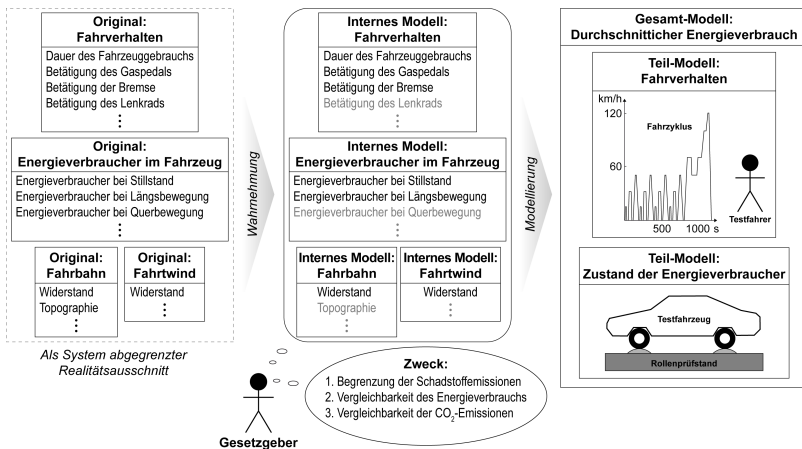 Original:
Fahrverhalten
Dauer des Fahrzeuggebrauchs
Betätigung des Gaspedals
Betätigung der Bremse
Betätigung des Lenkrads
Original:
Energieverbraucher im Fahrzeug
Energieverbraucher bei Stillstand
Energieverbraucher bei Längsbewegung
Energieverbraucher bei Querbewegung
Original:
Fahrbahn
Widerstand
Topographie
Original:
Fahrtwind
Widerstand
Als System abgegrenzter
Realitätsausschnitt
Wahrnehmung
Internes Modell:
Fahrverhalten
Dauer des Fahrzeuggebrauchs
Betätigung des Gaspedals
Betätigung der Bremse
Betätigung des Lenkrads
Internes Modell:
Energieverbraucher im Fahrzeug
Energieverbraucher bei Stillstand
Energieverbraucher bei Längsbewegung
Energieverbraucher bei Querbewegung
Internes Modell:
Fahrbahn
Widerstand
Topographie
Internes Modell:
Fahrtwind
Widerstand
Gesetzgeber
Zweck:
1. Begrenzung der Schadstoffemissionen
2. Vergleichbarkeit des Energieverbrauchs
3. Vergleichbarkeit der CO₂-Emissionen
Modellierung
Gesamt-Modell:
Durchschnittlicher Energieverbrauch
Teil-Modell:
Fahrverhalten
km/h
120
60
Fahrzyklus
500 1000 s
Testfahrer
Teil-Modell:
Zustand der Energieverbraucher
Testfahrzeug
Rollenprüfstand